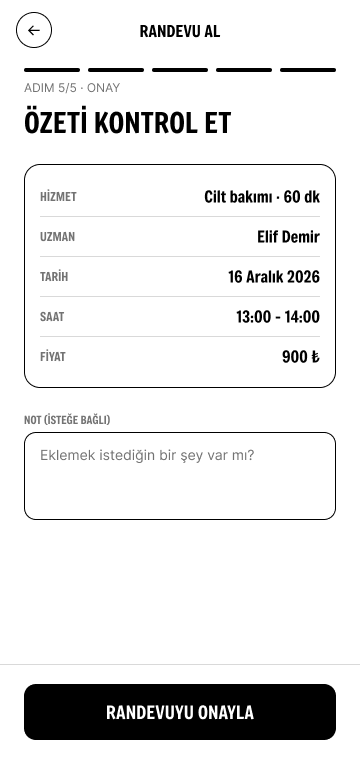 RANDEVU AL
ADIM 5/5 · ONAY
ÖZETİ KONTROL ET
HİZMET Cilt bakımı · 60 dk
UZMAN Elif Demir
TARİH 16 Aralık 2026
SAAT 13:00 - 14:00
FİYAT 900 ₺
NOT (İSTEĞE BAĞLI)
Eklemek istediğin bir şey var mı?
RANDEVUYU ONAYLA